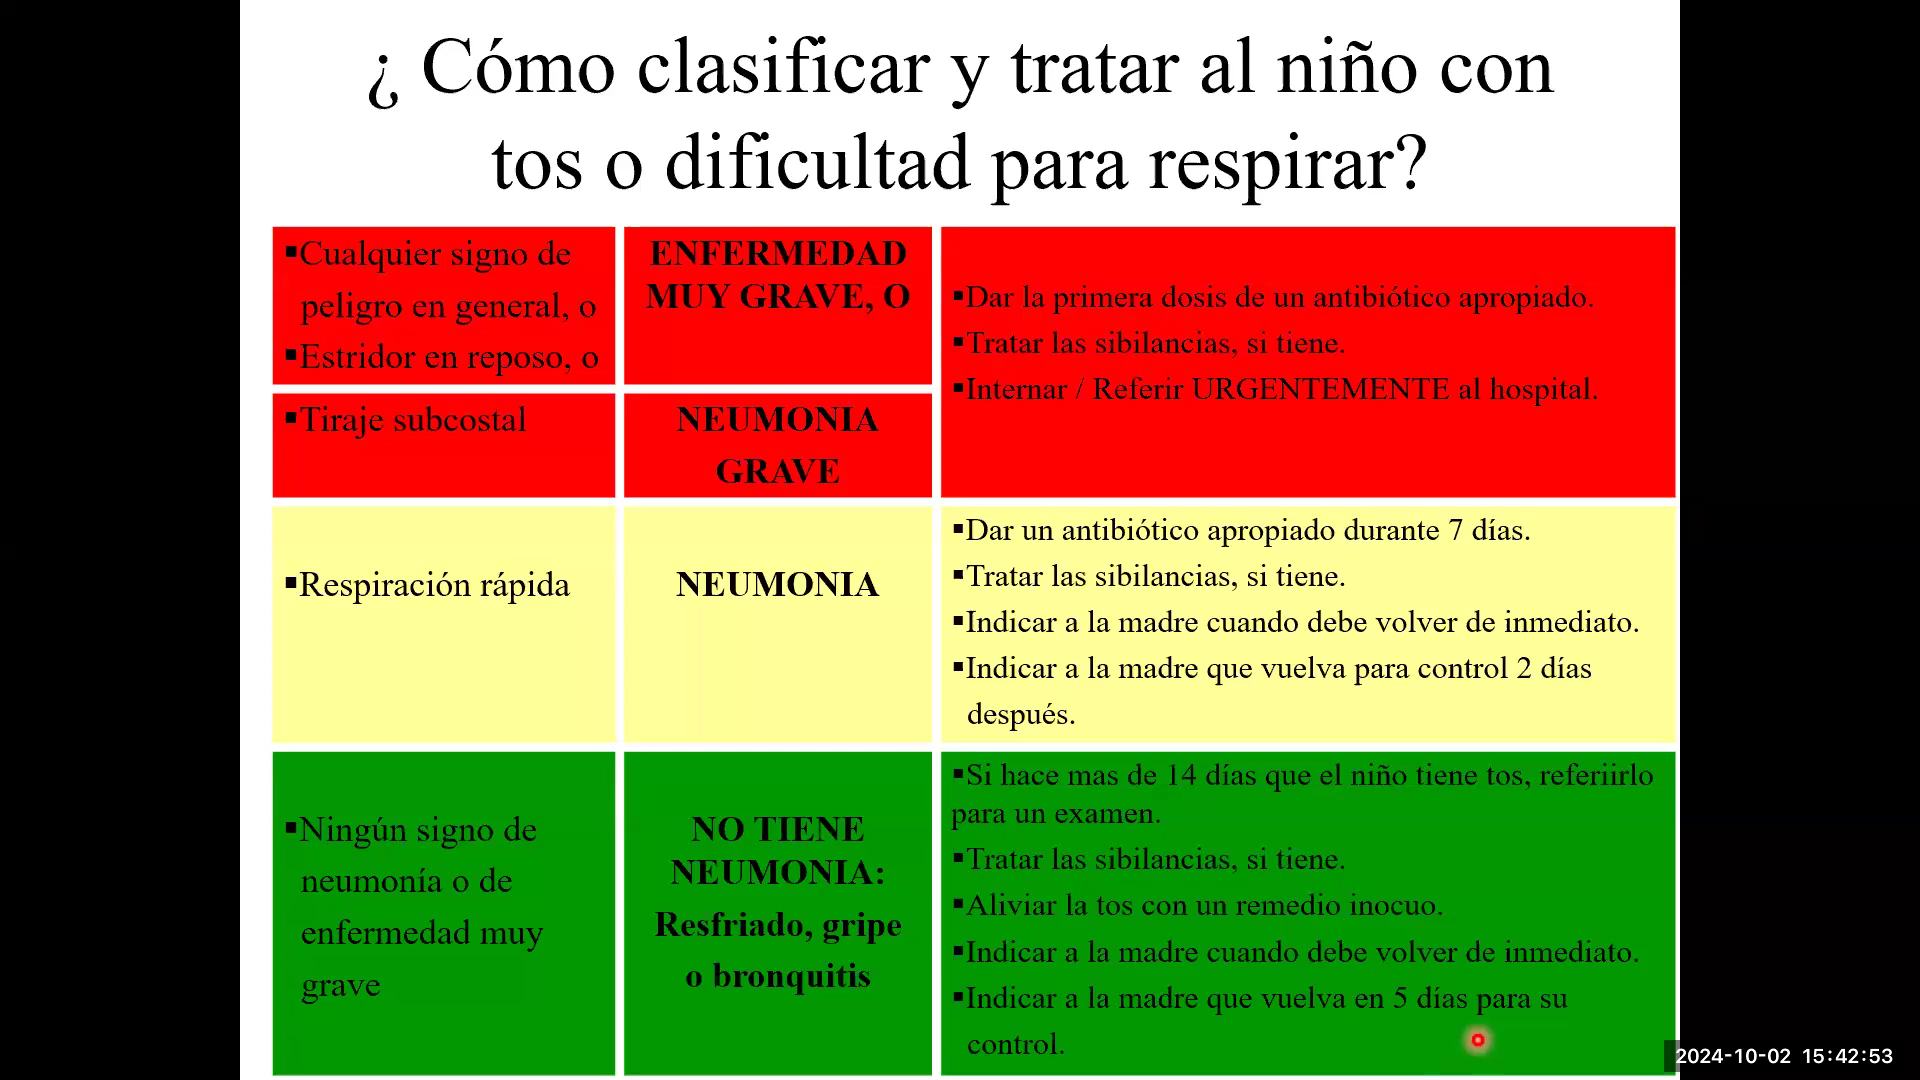 ¿ Cómo clasificar y tratar al niño con
tos o dificultad para respirar?
▪Cualquier signo de
peligro en general, o
▪Estridor en reposo, o
ENFERMEDAD
MUY GRAVE, O
▪Dar la primera dosis de un antibiótico apropiado.
▪Tratar las sibilancias, si tiene.
▪Internar / Referir URGENTEMENTE al hospital.
▪Tiraje subcostal
NEUMONIA
GRAVE
▪Respiración rápida
NEUMONIA
▪Dar un antibiótico apropiado durante 7 días.
▪Tratar las sibilancias, si tiene.
▪Indicar a la madre cuando debe volver de inmediato.
▪Indicar a la madre que vuelva para control 2 días
después.
▪Ningún signo de
neumonía o de
enfermedad muy
grave
NO TIENE
NEUMONIA:
Resfriado, gripe
o bronquitis
▪Si hace mas de 14 días que el niño tiene tos, referiirlo
para un examen.
▪Tratar las sibilancias, si tiene.
▪Aliviar la tos con un remedio inocuo.
▪Indicar a la madre cuando debe volver de inmediato.
▪Indicar a la madre que vuelva en 5 días para su
control.
2024-10-02 15:42:53